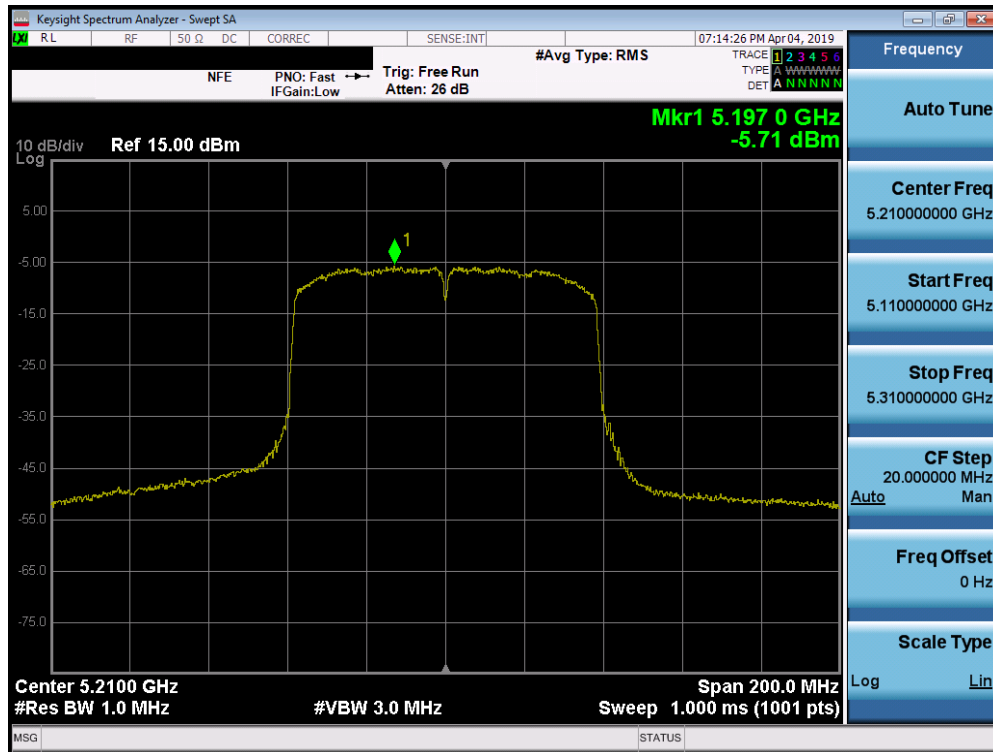 Keysight Spectrum Analyzer - Swept SA
LXI RL RF 50 Ω DC CORREC SENSE:INT 07:14:26 PM Apr 04, 2019
#Avg Type: RMS TRACE 1 2 3 4 5 6
NFE PNO: Fast Trig: Free Run TYPE A WWWWW
IFGain:Low Atten: 26 dB DET A N N N N N
Mkr1 5.197 0 GHz
-5.71 dBm
10 dB/div Ref 15.00 dBm
Log
1
5.00
-5.00
-15.0
-25.0
-35.0
-45.0
-55.0
-65.0
-75.0
Center 5.2100 GHz Span 200.0 MHz
#Res BW 1.0 MHz #VBW 3.0 MHz Sweep 1.000 ms (1001 pts)
MSG STATUS
Frequency
Auto Tune
Center Freq
5.210000000 GHz
Start Freq
5.110000000 GHz
Stop Freq
5.310000000 GHz
CF Step
20.000000 MHz
Auto Man
Freq Offset
0 Hz
Scale Type
Log Lin